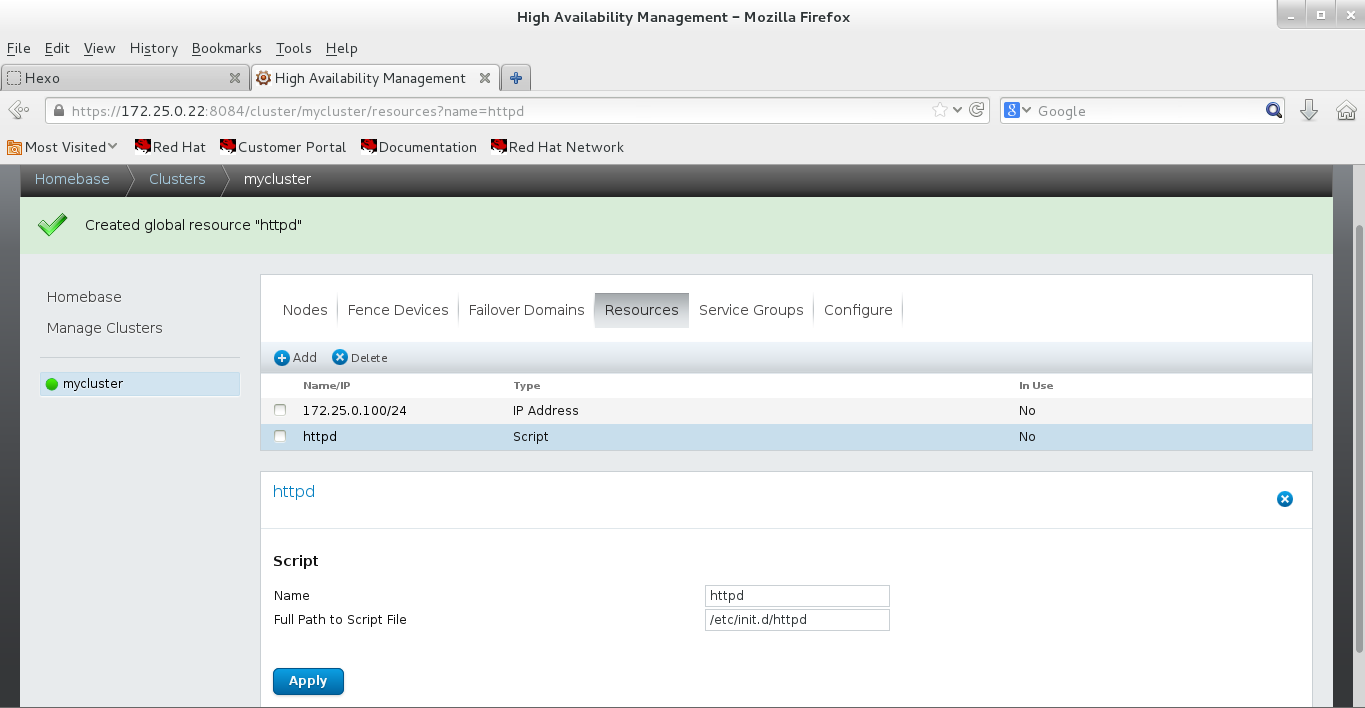 High Availability Management - Mozilla Firefox
File Edit View History Bookmarks Tools Help
Hexo High Availability Management
https://172.25.0.22:8084/cluster/mycluster/resources?name=httpd 8 Google
Most Visited Red Hat Customer Portal Documentation Red Hat Network
Homebase Clusters mycluster
Created global resource "httpd"
Homebase
Manage Clusters
mycluster
Nodes Fence Devices Failover Domains Resources Service Groups Configure
Add Delete
Name/IP Type In Use
172.25.0.100/24 IP Address No
httpd Script No
httpd
Script
Name httpd
Full Path to Script File /etc/init.d/httpd
Apply